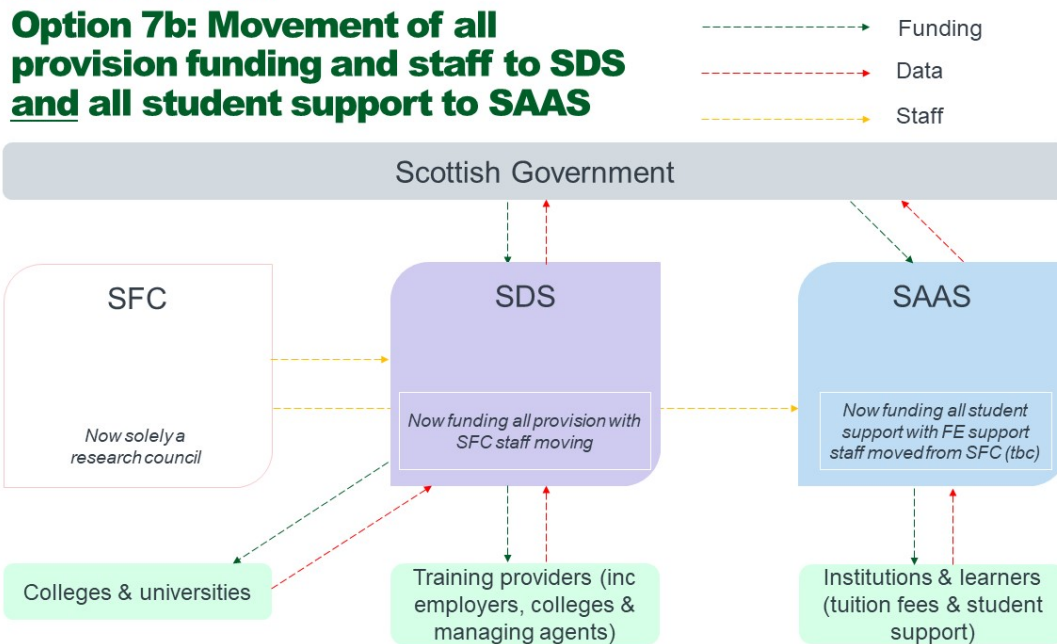 Option 7b: Movement of all
provision funding and staff to SDS
and all student support to SAAS
Funding
Data
Staff
Scottish Government
SFC
Now solely a
research council
SDS
Now funding all provision with
SFC staff moving
SAAS
Now funding all student
support with FE support
staff moved from SFC (tbc)
Colleges & universities
Training providers (inc
employers, colleges &
managing agents)
Institutions & learners
(tuition fees & student
support)